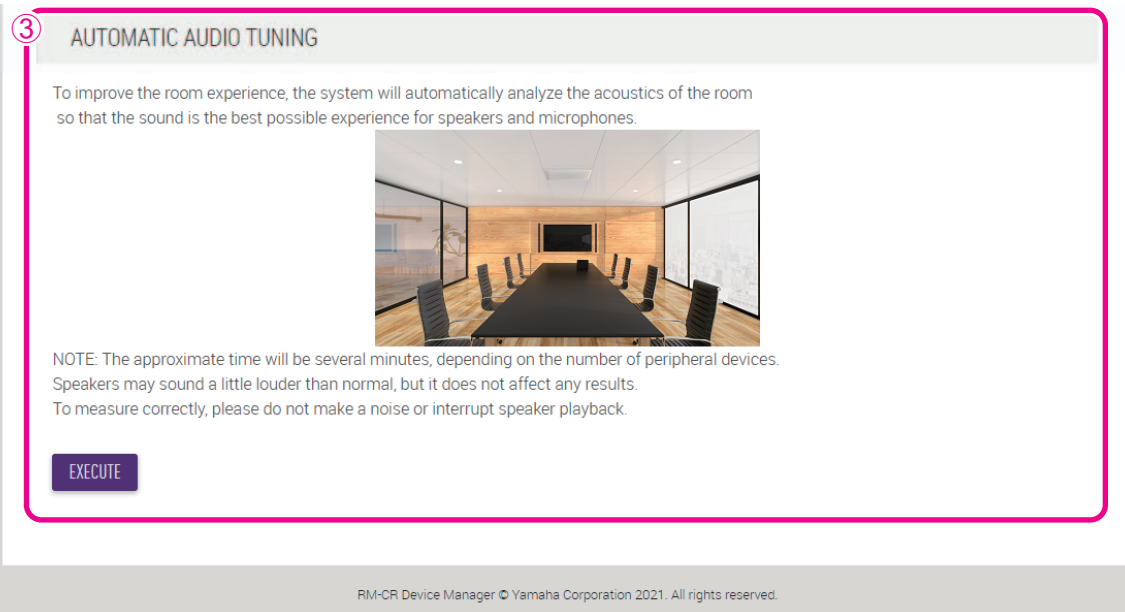 ③
AUTOMATIC AUDIO TUNING
To improve the room experience, the system will automatically analyze the acoustics of the room
so that the sound is the best possible experience for speakers and microphones.
NOTE: The approximate time will be several minutes, depending on the number of peripheral devices.
Speakers may sound a little louder than normal, but it does not affect any results.
To measure correctly, please do not make a noise or interrupt speaker playback.
EXECUTE
RM-CR Device Manager © Yamaha Corporation 2021. All rights reserved.